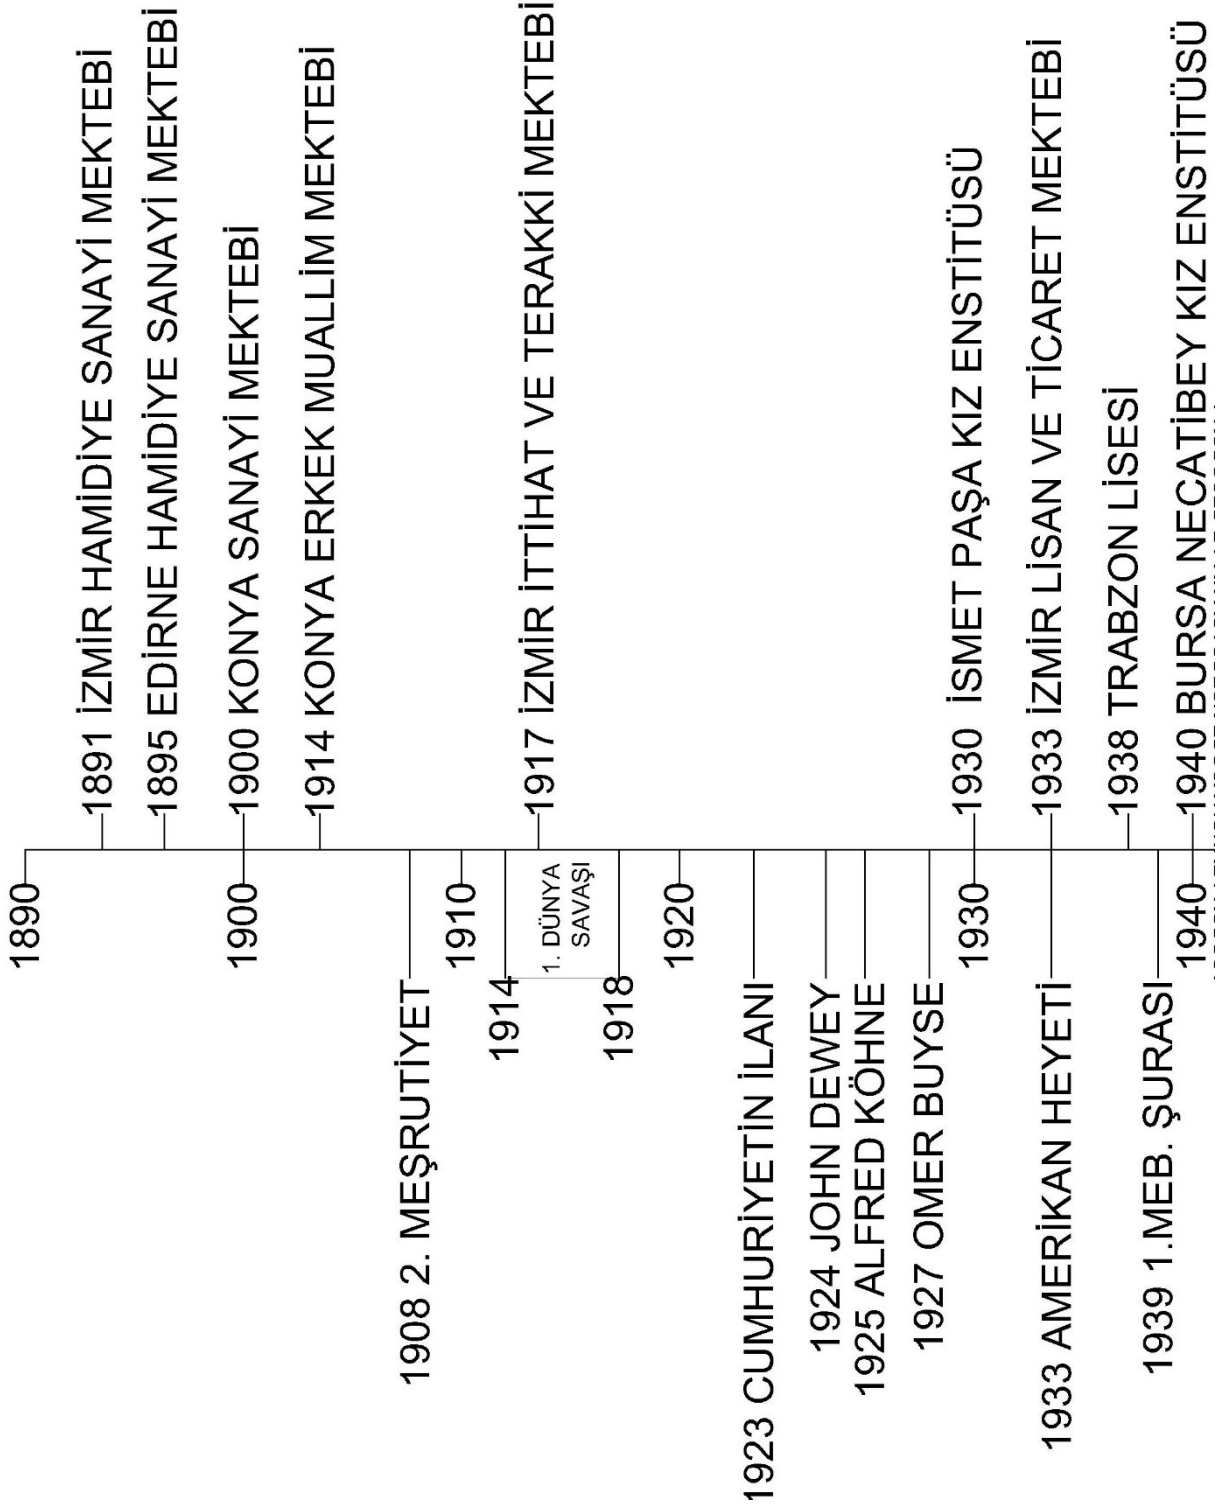 1891 İZMİR HAMİDİYE SANAYİ MEKTEBİ
1895 EDİRNE HAMİDİYE SANAYİ MEKTEBİ
1900 KONYA SANAYİ MEKTEBİ
1914 KONYA ERKEK MUALLİM MEKTEBİ
1917 İZMİR İTTİHAT VE TERAKKİ MEKTEBİ
1930 İSMET PAŞA KIZ ENSTİTÜSÜ
1933 İZMİR LİSAN VE TİCARET MEKTEBİ
1938 TRABZON LİSESİ
1940 BURSA NECATİBEY KIZ ENSTİTÜSÜ
1890
1900
1910
1. DÜNYA
SAVAŞI
1920
1930
1940
1908 2. MEŞRUTİYET
1914
1918
1923 CUMHURİYETİN İLANI
1924 JOHN DEWEY
1925 ALFRED KÖHNE
1927 OMER BUYSE
1933 AMERİKAN HEYETİ
1939 1.MEB. ŞURASI